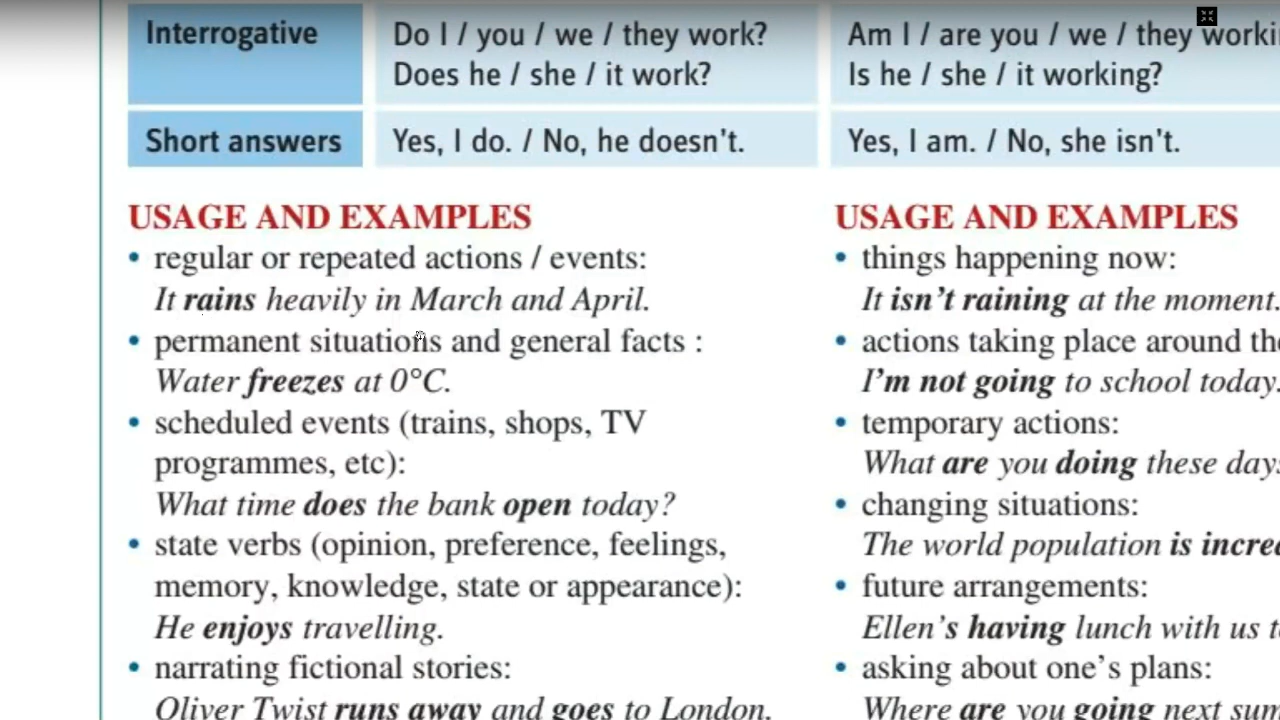 Interrogative
Do I / you / we / they work?
Does he / she / it work?
Am I / are you / we / they
Is he / she / it working?
Short answers
Yes, I do. / No, he doesn't.
Yes, I am. / No, she isn't.
USAGE AND EXAMPLES
• regular or repeated actions / events:
It rains heavily in March and April.
• permanent situations and general facts :
Water freezes at 0°C.
• scheduled events (trains, shops, TV
programmes, etc):
What time does the bank open today?
• state verbs (opinion, preference, feelings,
memory, knowledge, state or appearance):
He enjoys travelling.
• narrating fictional stories:
Oliver Twist runs away and goes to London.
USAGE AND EXAMPLES
• things happening now:
It isn't raining at the moment.
• actions taking place around
I'm not going to school today.
• temporary actions:
What are you doing these
• changing situations:
The world population is
• future arrangements:
Ellen's having lunch with us
• asking about one's plans:
Where are you going next